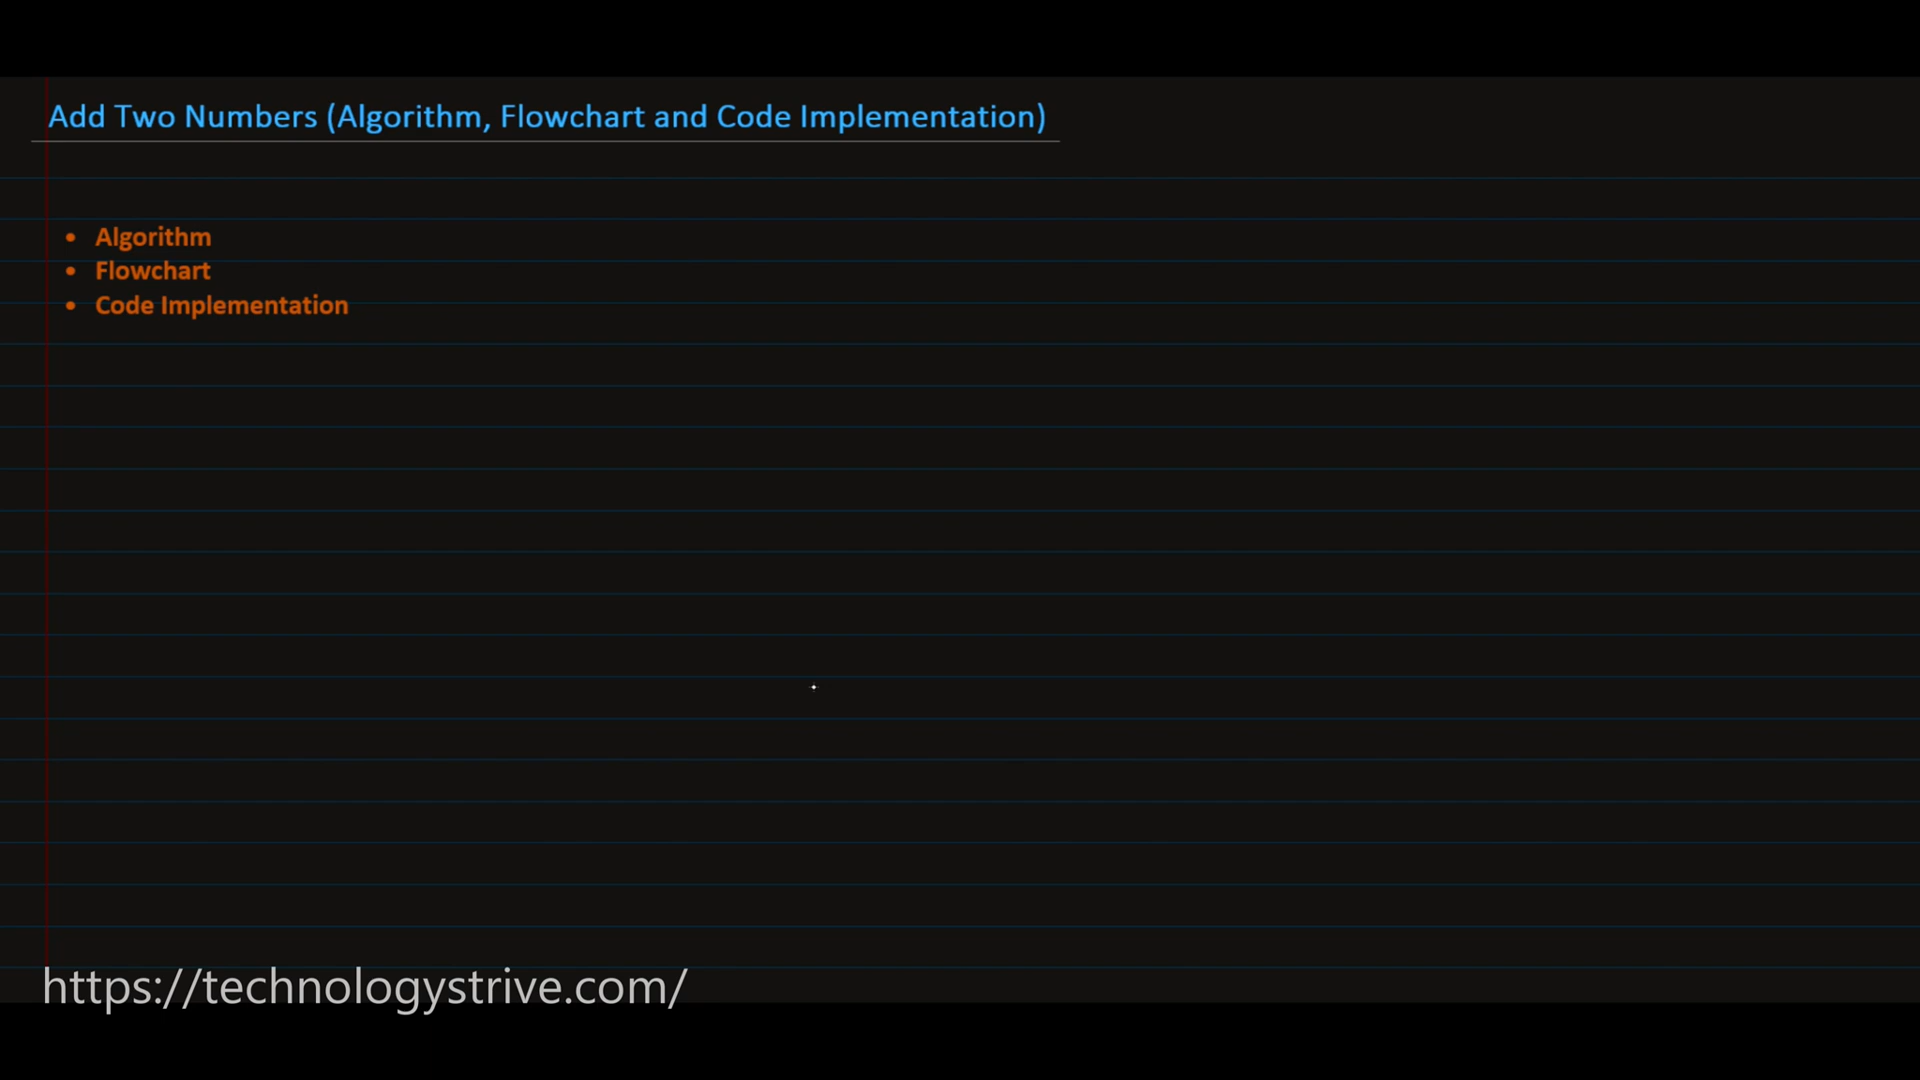 Add Two Numbers (Algorithm, Flowchart and Code Implementation)
• Algorithm
• Flowchart
• Code Implementation
https://technologystrive.com/